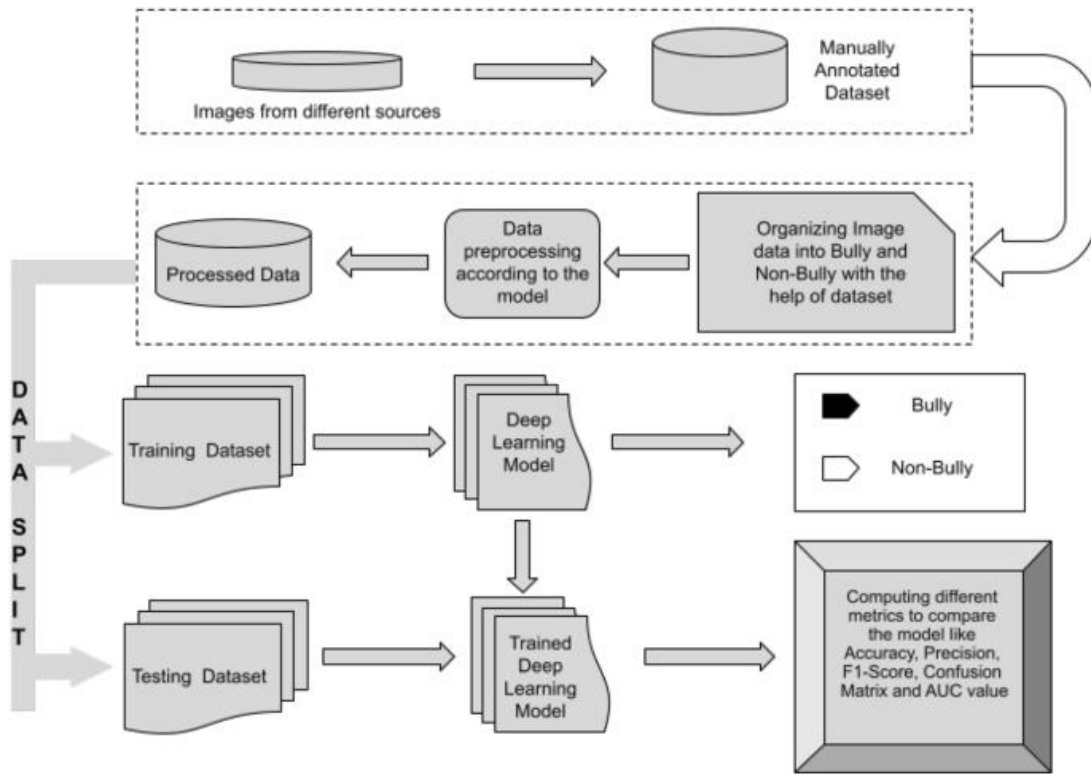 Images from different sources
Manually
Annotated
Dataset
Organizing Image
data into Bully and
Non-Bully with the
help of dataset
Data
preprocessing
according to the
model
Processed Data
DATA SPLIT
Training Dataset
Deep
Learning
Model
Bully
Non-Bully
Testing Dataset
Trained
Deep
Learning
Model
Computing different
metrics to compare
the model like
Accuracy, Precision,
F1-Score, Confusion
Matrix and AUC value